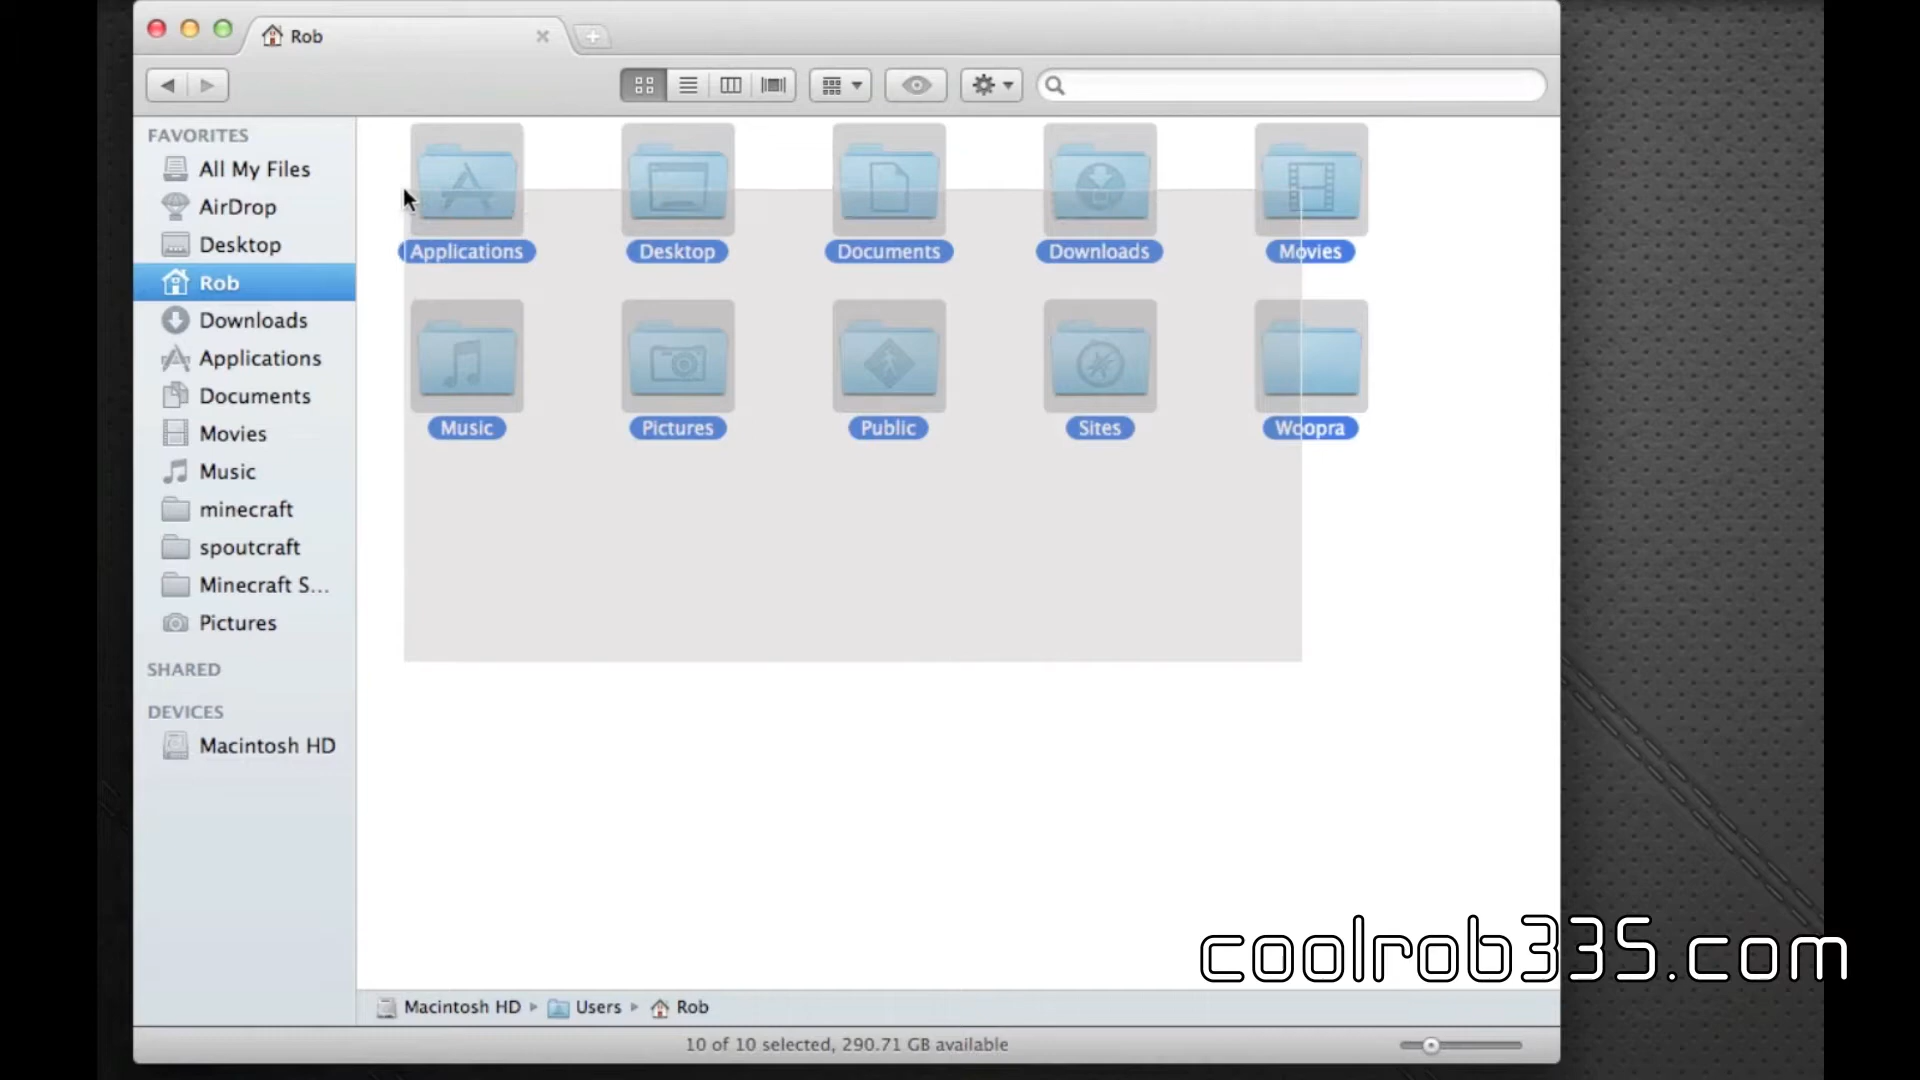 Rob
FAVORITES
All My Files
AirDrop
Desktop
Rob
Downloads
Applications
Documents
Movies
Music
minecraft
spoutcraft
Minecraft S...
Pictures
SHARED
DEVICES
Macintosh HD
Applications Desktop Documents Downloads Movies
Music Pictures Public Sites Woopra
coolrob335.com
Macintosh HD Users Rob
10 of 10 selected, 290.71 GB available